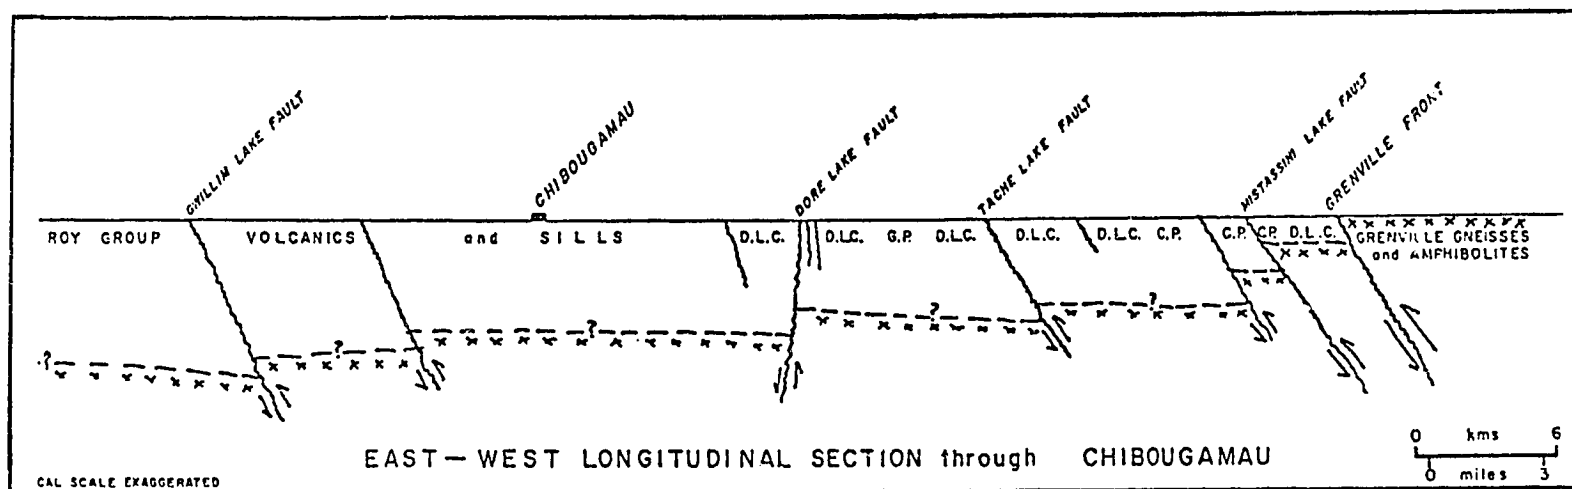 GWILLIM LAKE FAULT
CHIBOUGAMAU
DORE LAKE FAULT
TACHE LAKE FAULT
MISTASSINI LAKE FAULT
GRENVILLE FRONT
ROY GROUP VOLCANICS and SILLS D.L.C. D.L.C. G.P. D.L.C. D.L.C. D.L.C. C.P. C.P. C.P. D.L.C. GRENVILLE GNEISSES
and AMPHIBOLITES
? ? ? ? ?
EAST-WEST LONGITUDINAL SECTION through CHIBOUGAMAU
0 kms 6
0 miles 3
CAL SCALE EXAGGERATED